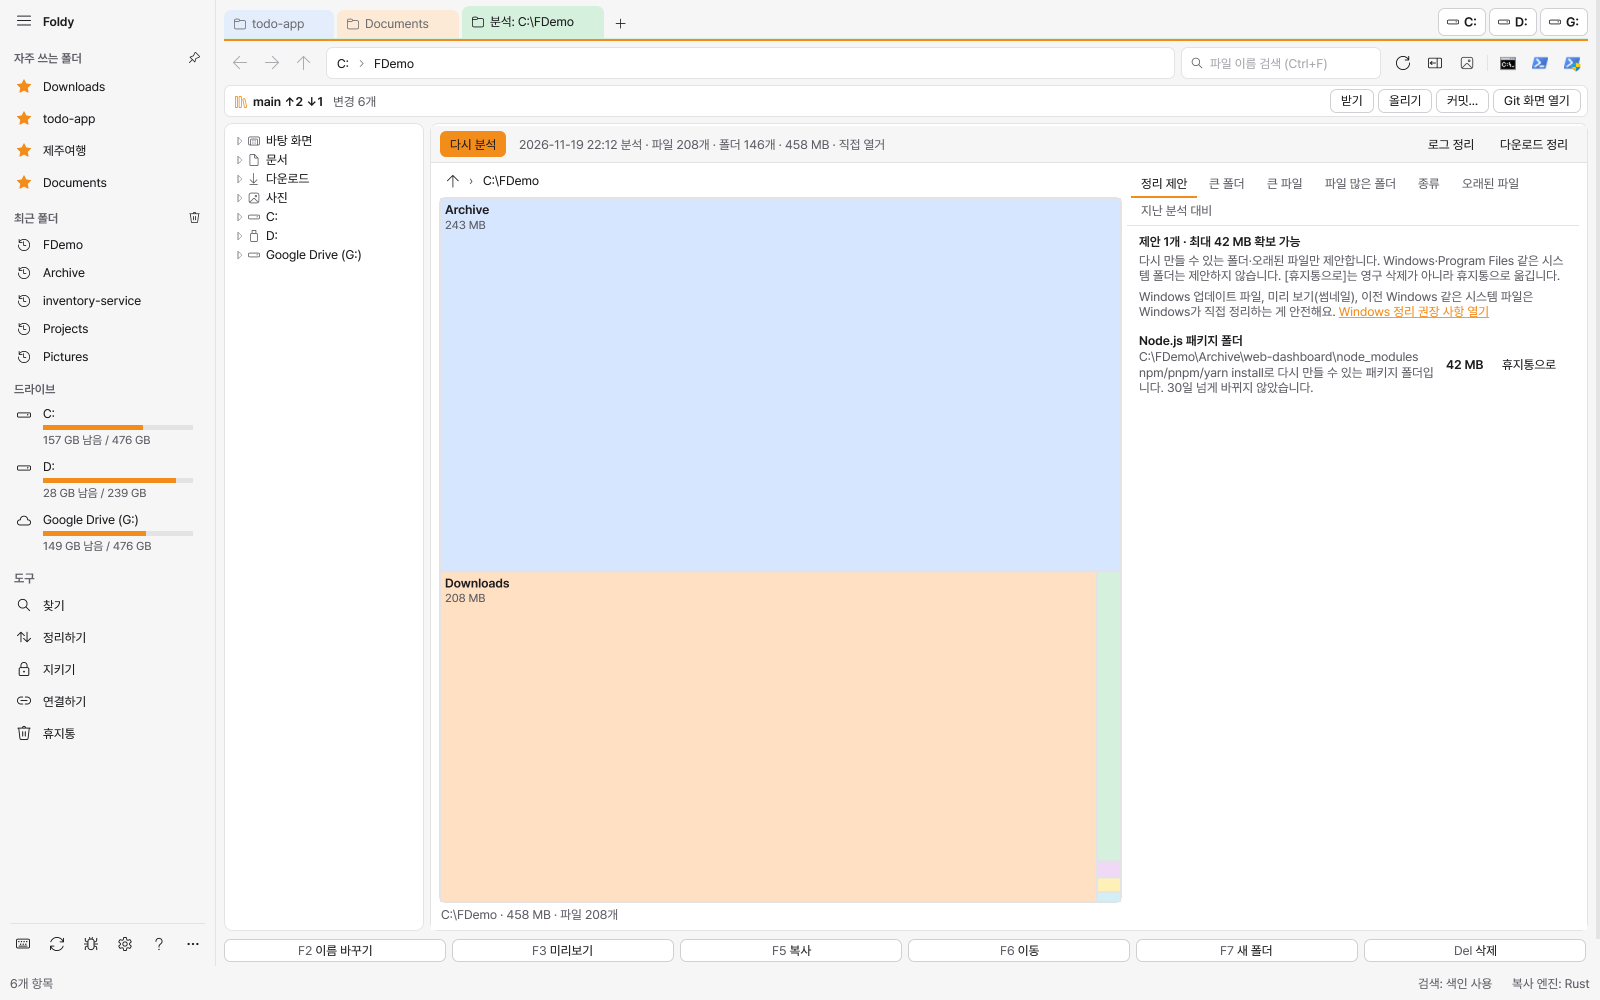 Foldy
자주 쓰는 폴더
Downloads
todo-app
제주여행
Documents
최근 폴더
FDemo
Archive
inventory-service
Projects
Pictures
드라이브
C:
157 GB 남음 / 476 GB
D:
28 GB 남음 / 239 GB
Google Drive (G:)
149 GB 남음 / 476 GB
도구
찾기
정리하기
지키기
연결하기
휴지통
?
...
6개 항목
todo-app
Documents
분석: C:\FDemo
+
C:
D:
G:
C: > FDemo
파일 이름 검색 (Ctrl+F)
main ↑2 ↓1 변경 6개
받기
올리기
커밋...
Git 화면 열기
바탕 화면
문서
다운로드
사진
C:
D:
Google Drive (G:)
다시 분석
2026-11-19 22:12 분석 · 파일 208개 · 폴더 146개 · 458 MB · 직접 열거
로그 정리
다운로드 정리
↑ › C:\FDemo
Archive
243 MB
Downloads
208 MB
C:\FDemo · 458 MB · 파일 208개
정리 제안
큰 폴더
큰 파일
파일 많은 폴더
종류
오래된 파일
지난 분석 대비
제안 1개 · 최대 42 MB 확보 가능
다시 만들 수 있는 폴더·오래된 파일만 제안합니다. Windows·Program Files 같은 시스
템 폴더는 제안하지 않습니다. [휴지통으로]는 영구 삭제가 아니라 휴지통으로 옮깁니다.
Windows 업데이트 파일, 미리 보기(썸네일), 이전 Windows 같은 시스템 파일은
Windows가 직접 정리하는 게 안전해요. Windows 정리 권장 사항 열기
Node.js 패키지 폴더
C:\FDemo\Archive\web-dashboard\node_modules
npm/pnpm/yarn install로 다시 만들 수 있는 패키지 폴더입
니다. 30일 넘게 바뀌지 않았습니다.
42 MB
휴지통으로
F2 이름 바꾸기
F3 미리보기
F5 복사
F6 이동
F7 새 폴더
Del 삭제
검색: 색인 사용
복사 엔진: Rust